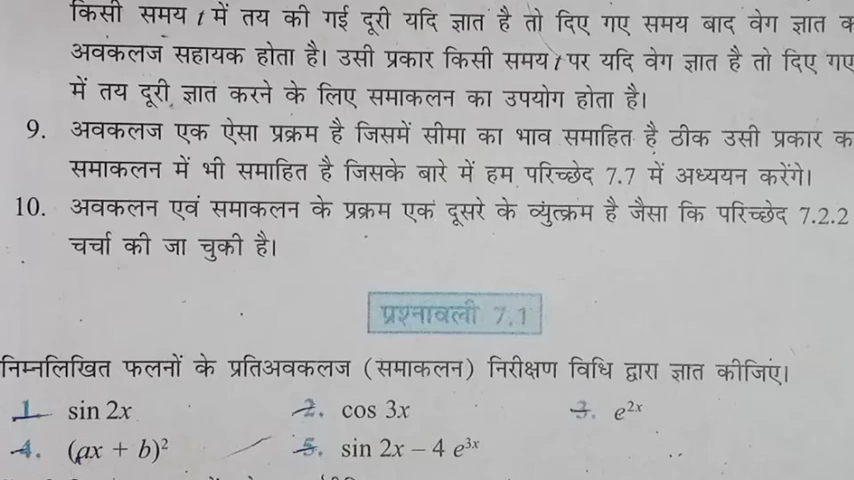 किसी समय t में तय की गई दूरी यदि ज्ञात है तो दिए गए समय बाद वेग ज्ञात
अवकलज सहायक होता है। उसी प्रकार किसी समय t पर यदि वेग ज्ञात है तो दिए गए
में तय दूरी ज्ञात करने के लिए समाकलन का उपयोग होता है।
9. अवकलज एक ऐसा प्रक्रम है जिसमें सीमा का भाव समाहित है ठीक उसी प्रकार का
समाकलन में भी समाहित है जिसके बारे में हम परिच्छेद 7.7 में अध्ययन करेंगे।
10. अवकलन एवं समाकलन के प्रक्रम एक दूसरे के व्युत्क्रम है जैसा कि परिच्छेद 7.2.2
चर्चा की जा चुकी है।
प्रश्नावली 7.1
निम्नलिखित फलनों के प्रतिअवकलज (समाकलन) निरीक्षण विधि द्वारा ज्ञात कीजिए।
1. sin 2x 2. cos 3x 3. e²ˣ
4. (ax + b)² 5. sin 2x – 4 e³ˣ